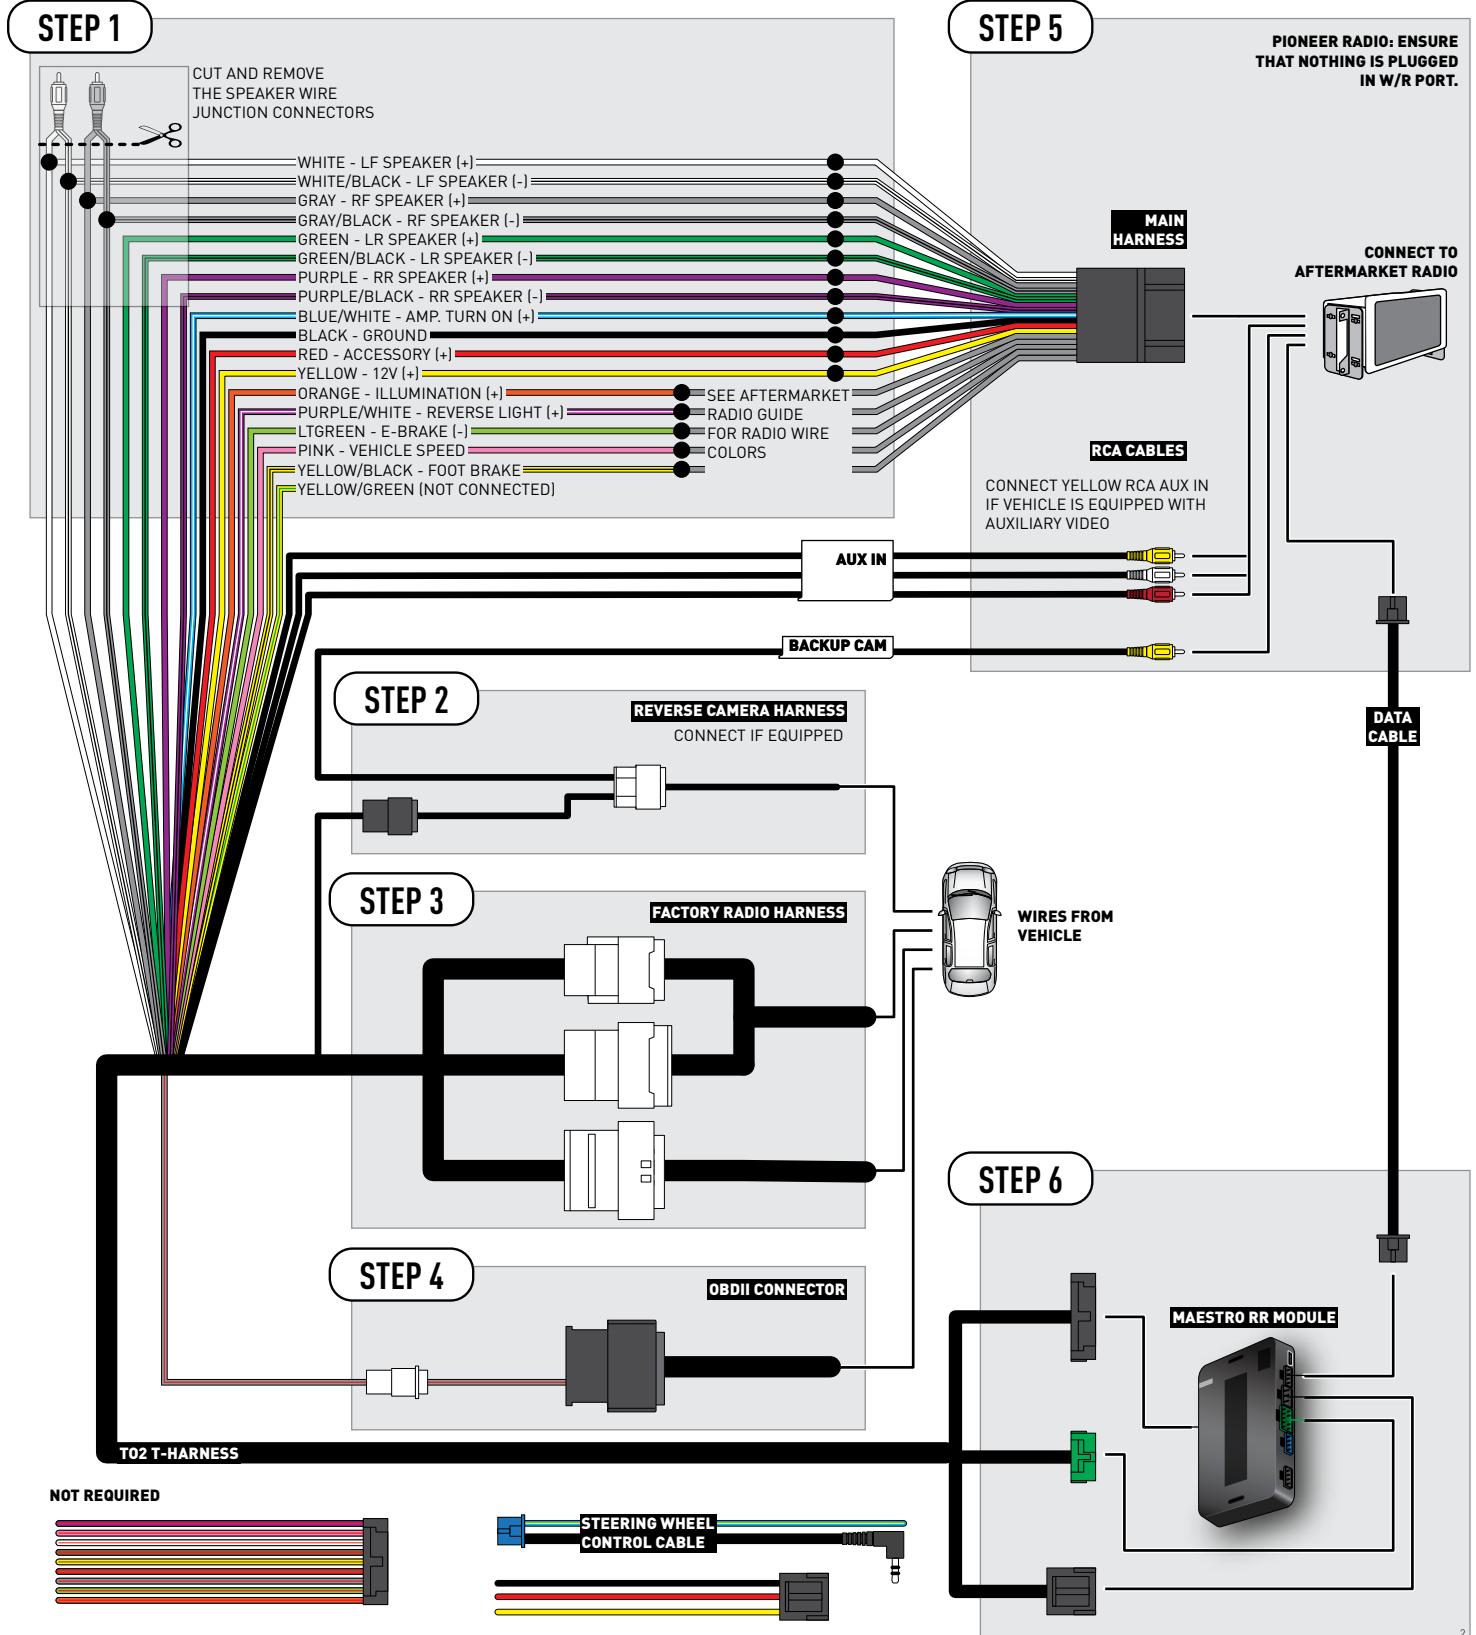 STEP 1
CUT AND REMOVE
THE SPEAKER WIRE
JUNCTION CONNECTORS
WHITE - LF SPEAKER (+)
WHITE/BLACK - LF SPEAKER (-)
GRAY - RF SPEAKER (+)
GRAY/BLACK - RF SPEAKER (-)
GREEN - LR SPEAKER (+)
GREEN/BLACK - LR SPEAKER (-)
PURPLE - RR SPEAKER (+)
PURPLE/BLACK - RR SPEAKER (-)
BLUE/WHITE - AMP. TURN ON (+)
BLACK - GROUND
RED - ACCESSORY (+)
YELLOW - 12V (+)
ORANGE - ILLUMINATION (+)
PURPLE/WHITE - REVERSE LIGHT (+)
LTGREEN - E-BRAKE (-)
PINK - VEHICLE SPEED
YELLOW/BLACK - FOOT BRAKE
YELLOW/GREEN (NOT CONNECTED)
SEE AFTERMARKET
RADIO GUIDE
FOR RADIO WIRE
COLORS
STEP 5
PIONEER RADIO: ENSURE
THAT NOTHING IS PLUGGED
IN W/R PORT.
MAIN
HARNESS
CONNECT TO
AFTERMARKET RADIO
RCA CABLES
CONNECT YELLOW RCA AUX IN
IF VEHICLE IS EQUIPPED WITH
AUXILIARY VIDEO
AUX IN
BACKUP CAM
DATA
CABLE
STEP 2
REVERSE CAMERA HARNESS
CONNECT IF EQUIPPED
STEP 3
FACTORY RADIO HARNESS
WIRES FROM
VEHICLE
STEP 4
OBDII CONNECTOR
STEP 6
MAESTRO RR MODULE
T02 T-HARNESS
NOT REQUIRED
STEERING WHEEL
CONTROL CABLE
2